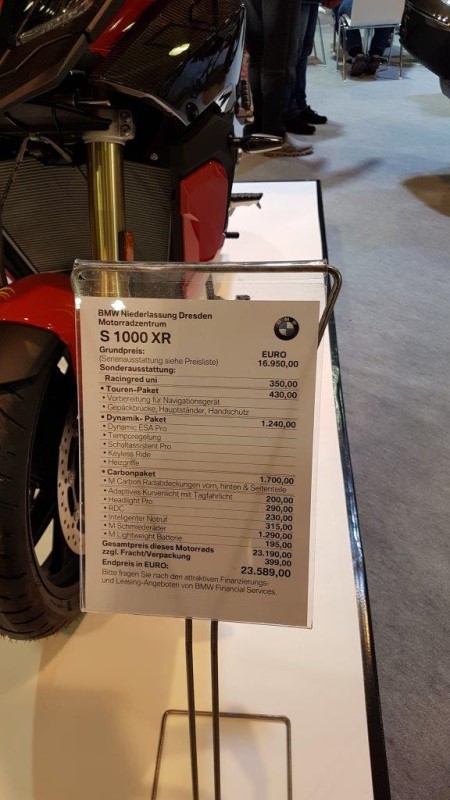 BMW Niederlassung Dresden
Motorradzentrum
S 1000 XR
Grundpreis: EURO
(Serienausstattung siehe Preisliste) 16.950,00
Sonderausstattung:
Racingred uni 350,00
• Touren-Paket 430,00
• Vorbereitung für Navigationsgerät
• Gepäckbrücke, Hauptständer, Handschutz
• Dynamik- Paket 1.240,00
• Dynamic ESA Pro
• Temporegelung
• Schaltassistent Pro
• Keyless Ride
• Heizgriffe
• Carbonpaket 1.700,00
• M Carbon Radabdeckungen vorn, hinten & Seitenteile
• Adaptives Kurvenlicht mit Tagfahrlicht 200,00
• Headlight Pro 290,00
• RDC 230,00
• Inteligenter Notruf 315,00
• M Schmiederäder 1.290,00
• M Lightweight Batterie 195,00
Gesamtpreis dieses Motorrads 23.190,00
zzgl. Fracht/Verpackung 399,00
Endpreis in EURO: 23.589,00
Bitte fragen Sie nach den attraktiven Finanzierungs-
und Leasing-Angeboten von BMW Financial Services.